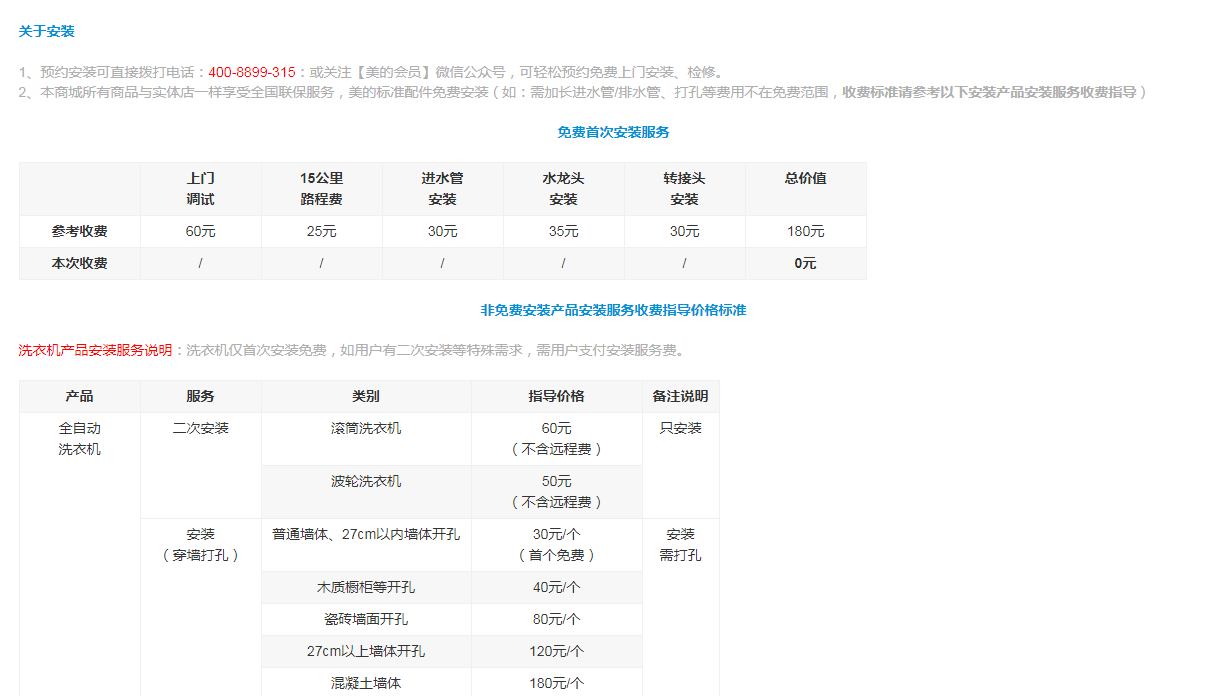 关于安装
1、预约安装可直接拨打电话：400-8899-315：或关注【美的会员】微信公众号，可轻松预约免费上门安装、检修。
2、本商城所有商品与实体店一样享受全国联保服务，美的标准配件免费安装（如：需加长进水管/排水管、打孔等费用不在免费范围，收费标准请参考以下安装产品安装服务收费指导）
免费首次安装服务
上门 15公里 进水管 水龙头 转接头 总价值
调试 路程费 安装 安装 安装
参考收费 60元 25元 30元 35元 30元 180元
本次收费 / / / / / 0元
非免费安装产品安装服务收费指导价格标准
洗衣机产品安装服务说明：洗衣机仅首次安装免费，如用户有二次安装等特殊需求，需用户支付安装服务费。
产品 服务 类别 指导价格 备注说明
全自动 二次安装 滚筒洗衣机 60元 只安装
洗衣机 （不含远程费）
波轮洗衣机 50元
（不含远程费）
安装 普通墙体、27cm以内墙体开孔 30元/个 安装
（穿墙打孔） （首个免费） 需打孔
木质橱柜等开孔 40元/个
瓷砖墙面开孔 80元/个
27cm以上墙体开孔 120元/个
混凝土墙体 180元/个